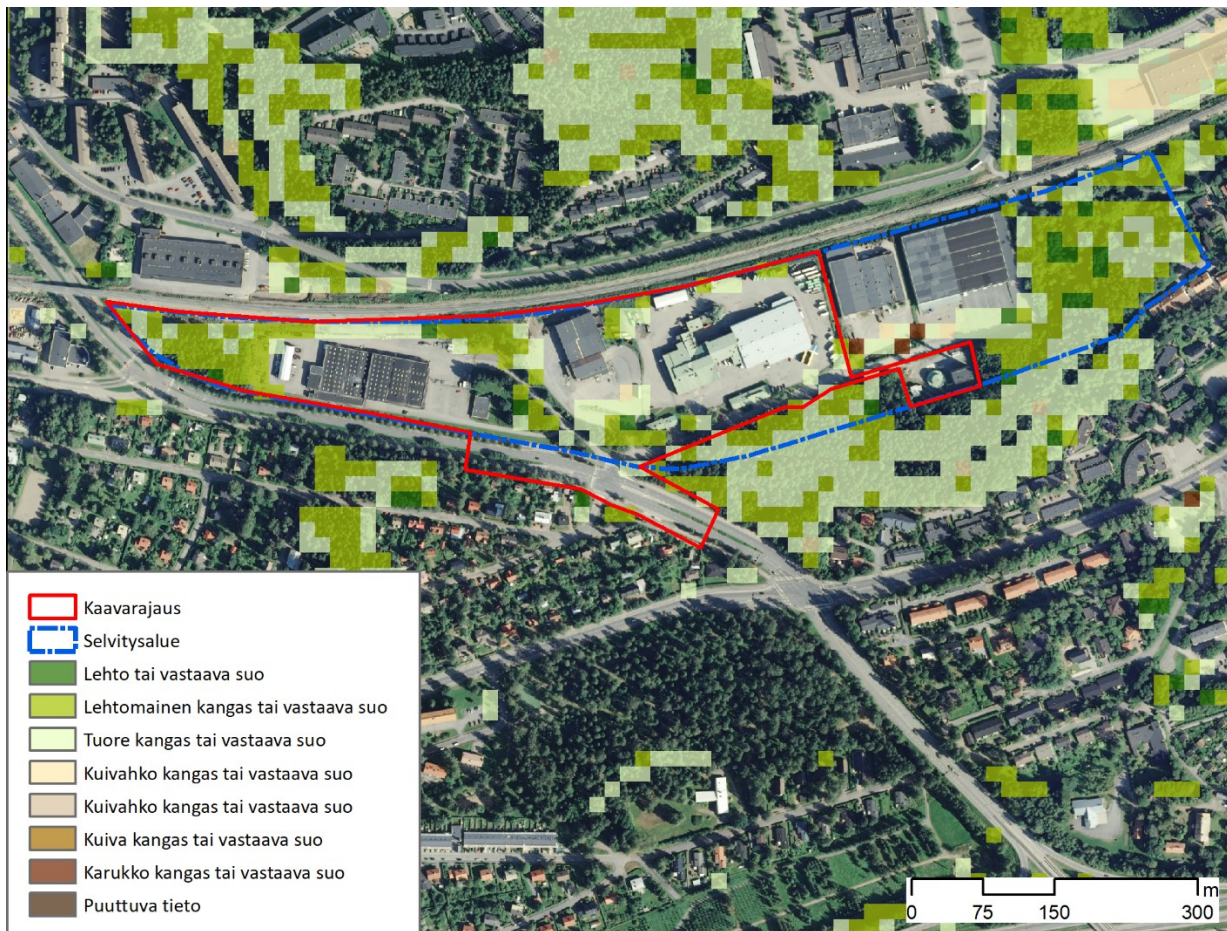 Kaavarajaus
Selvitysalue
Lehto tai vastaava suo
Lehtomainen kangas tai vastaava suo
Tuore kangas tai vastaava suo
Kuivahko kangas tai vastaava suo
Kuivahko kangas tai vastaava suo
Kuiva kangas tai vastaava suo
Karukko kangas tai vastaava suo
Puuttuva tieto
m
0 75 150 300